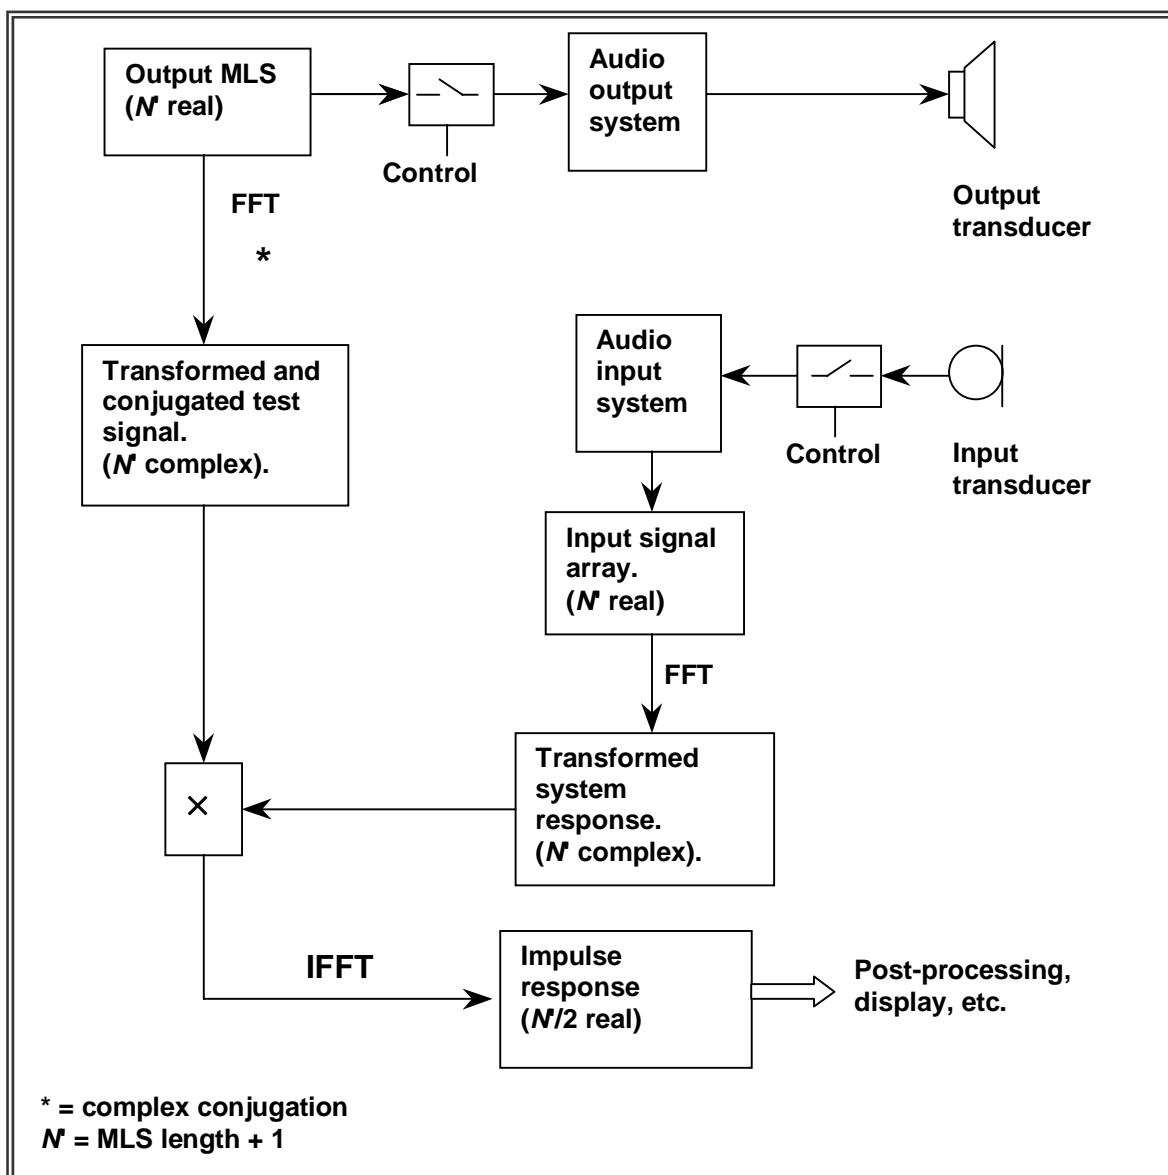 Output MLS
(N' real)
Control
Audio
output
system
Output
transducer
FFT
*
Transformed and
conjugated test
signal.
(N' complex).
Audio
input
system
Control
Input
transducer
Input signal
array.
(N' real)
FFT
Transformed
system
response.
(N' complex).
×
IFFT
Impulse
response
(N'/2 real)
Post-processing,
display, etc.
* = complex conjugation
N' = MLS length + 1